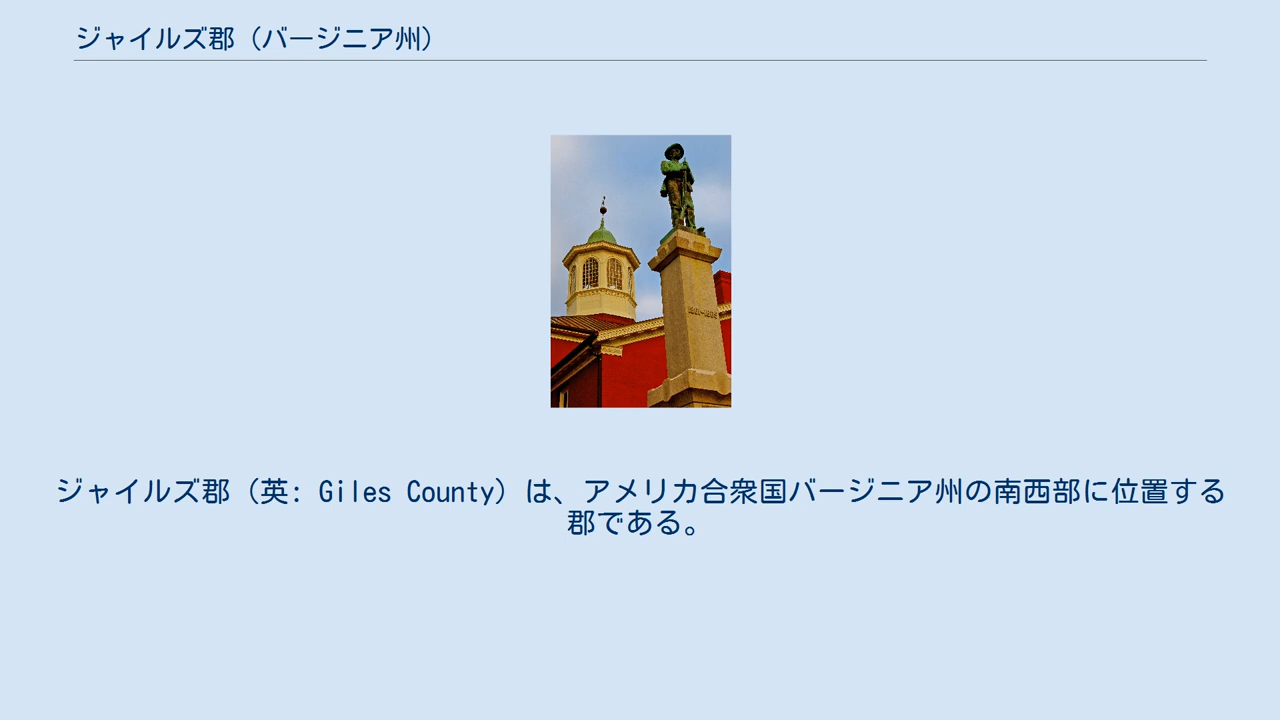 ジャイルズ郡（バージニア州）
1861-1865
ジャイルズ郡（英: Giles County）は、アメリカ合衆国バージニア州の南西部に位置する
郡である。